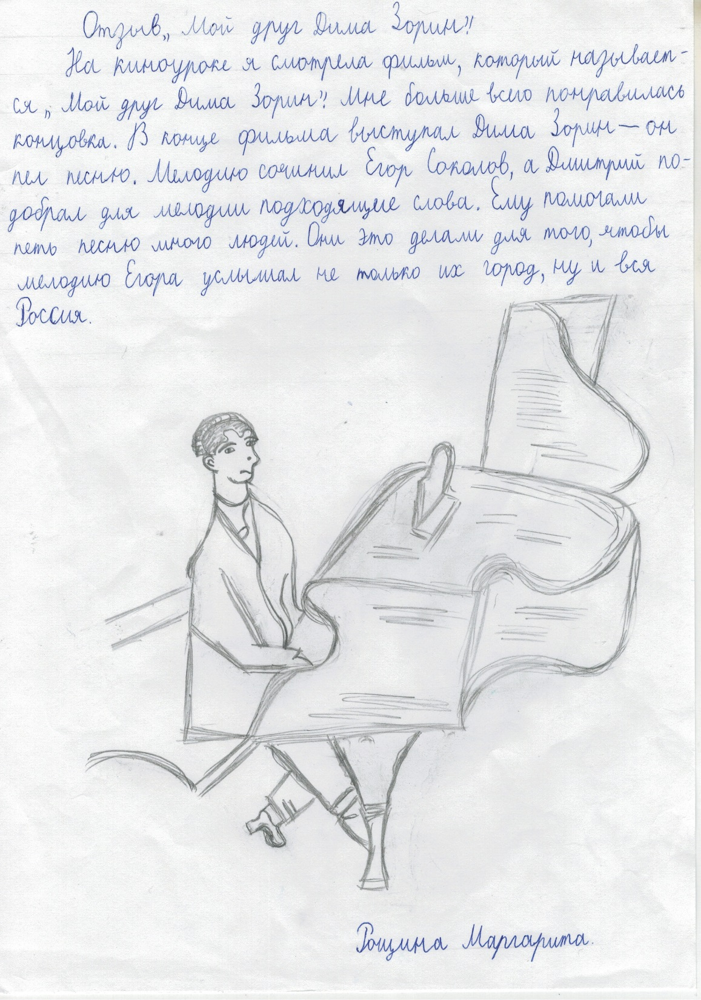 Отзыв „Мой друг Дима Зорин".
На киноуроке я смотрела фильм, который называет-
ся „Мой друг Дима Зорин". Мне больше всего понравилась
концовка. В конце фильма выступал Дима Зорин — он
пел песню. Мелодию сочинил Егор Соколов, а Дмитрий по-
добрал для мелодии подходящие слова. Ему помогали
петь песню много людей. Они это делали для того, чтобы
мелодию Егора услышал не только их город, ну и вся
Россия.
Рощина Маргарита.